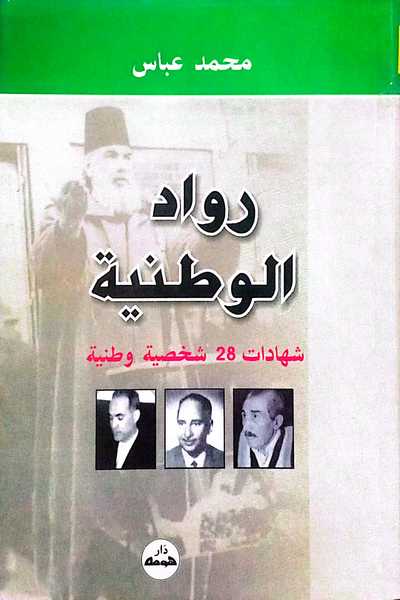 محمد عباس
رواد
الوطنية
شهادات 28 شخصية وطنية
دار
هومه